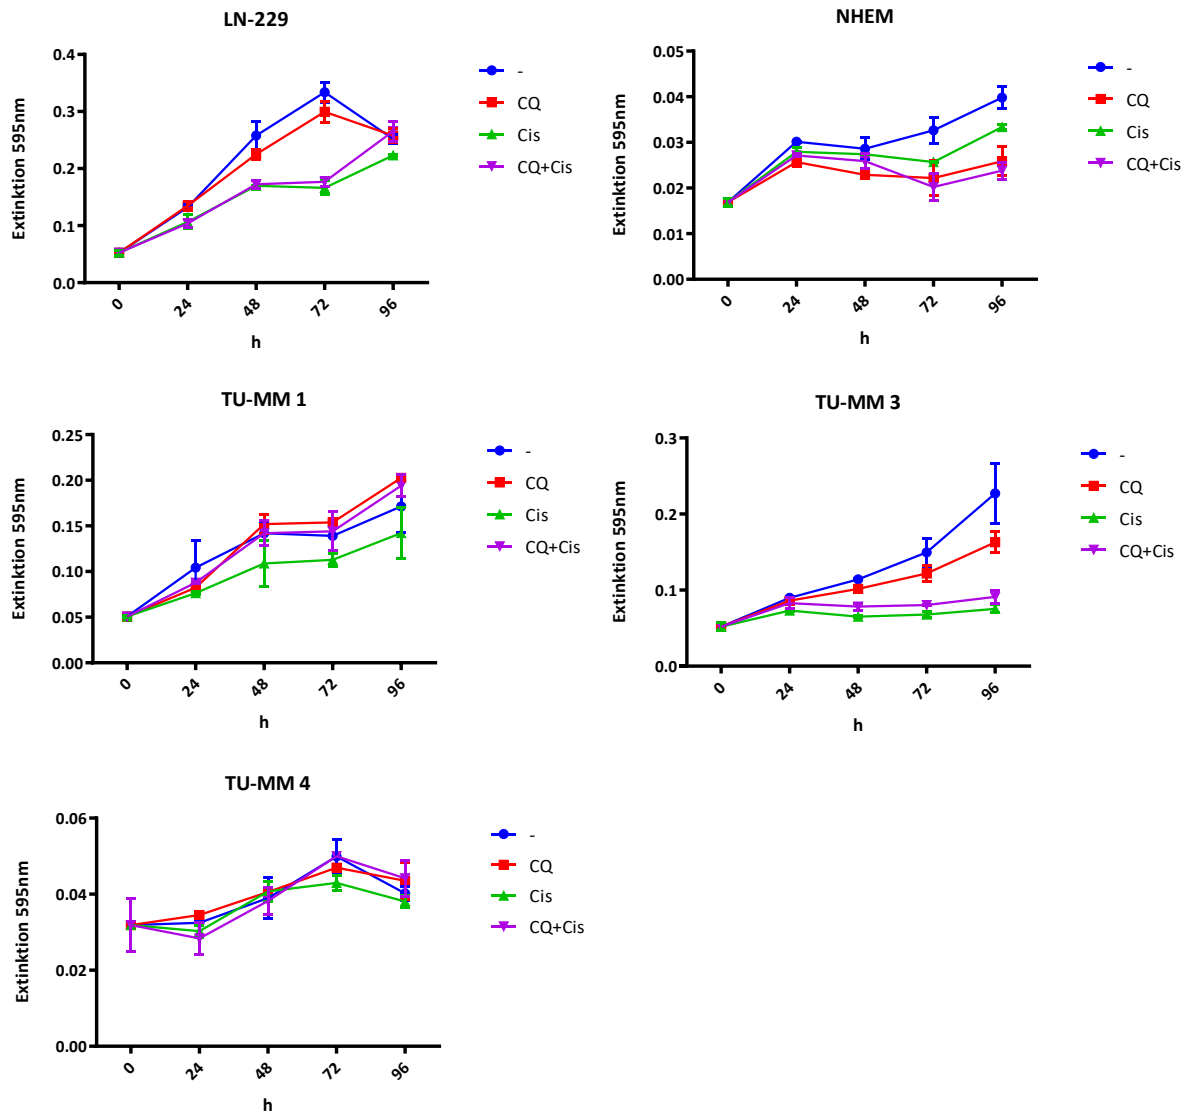 LN-229
Extinktion 595nm
0.4
0.3
0.2
0.1
0.0
0
24
48
72
96
h
-
CQ
Cis
CQ+Cis
NHEM
Extinktion 595nm
0.05
0.04
0.03
0.02
0.01
0.00
0
24
48
72
96
h
-
CQ
Cis
CQ+Cis
TU-MM 1
Extinktion 595nm
0.25
0.20
0.15
0.10
0.05
0.00
0
24
48
72
96
h
-
CQ
Cis
CQ+Cis
TU-MM 3
Extinktion 595nm
0.3
0.2
0.1
0.0
0
24
48
72
96
h
-
CQ
Cis
CQ+Cis
TU-MM 4
Extinktion 595nm
0.06
0.04
0.02
0.00
0
24
48
72
96
h
-
CQ
Cis
CQ+Cis